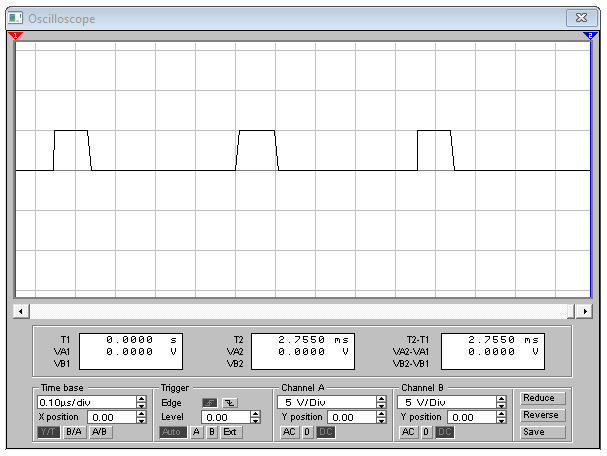 Oscilloscope
1 2
T1 0.0000 s T2 2.7550 ms T2-T1 2.7550 ms
VA1 0.0000 V VA2 0.0000 V VA2-VA1 0.0000 V
VB1 VB2 VB2-VB1
Time base Trigger Channel A Channel B
0.10µs/div Edge 5 V/Div 5 V/Div Reduce
X position 0.00 Level 0.00 Y position 0.00 Y position 0.00 Reverse
Y/T B/A A/B Auto A B Ext AC 0 DC AC 0 DC Save